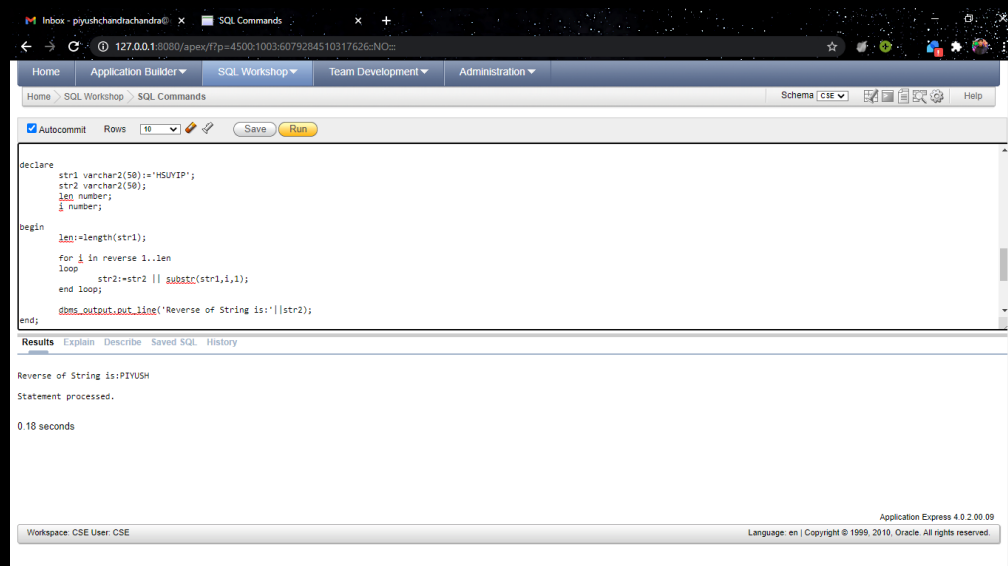 Inbox - piyushchandrachandra@
SQL Commands
127.0.0.1:8080/apex/f?p=4500:1003:6079284510317626::NO:::
Home Application Builder SQL Workshop Team Development Administration
Home SQL Workshop SQL Commands
Schema CSE
Help
Autocommit Rows 10 Save Run
declare
str1 varchar2(50):='HSUYIP';
str2 varchar2(50);
len number;
i number;
begin
len:=length(str1);
for i in reverse 1..len
loop
str2:=str2 || substr(str1,i,1);
end loop;
dbms_output.put_line('Reverse of String is:'||str2);
end;
Results Explain Describe Saved SQL History
Reverse of String is:PIYUSH
Statement processed.
0.18 seconds
Application Express 4.0.2.00.09
Workspace: CSE User: CSE
Language: en | Copyright © 1999, 2010, Oracle. All rights reserved.